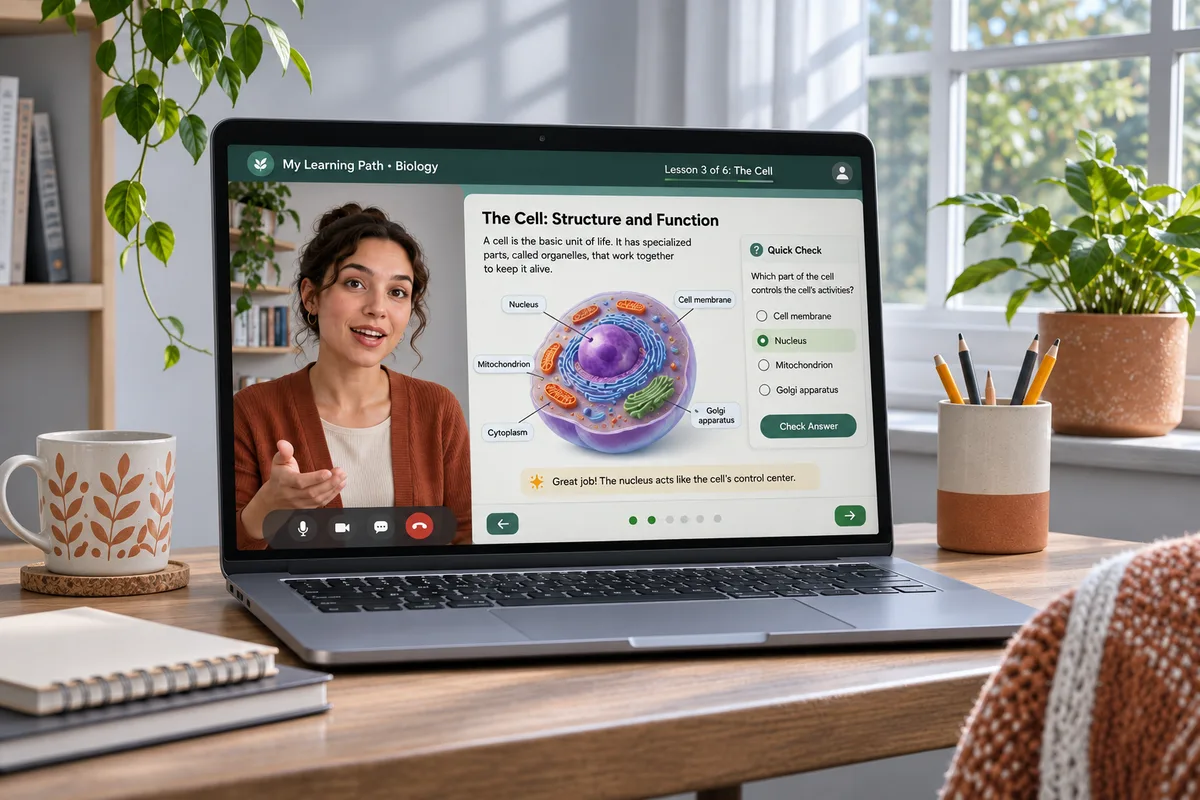 My Learning Path • Biology
Lesson 3 of 6: The Cell
The Cell: Structure and Function
A cell is the basic unit of life. It has specialized
parts, called organelles, that work together
to keep it alive.
Nucleus
Cell membrane
Mitochondrion
Cytoplasm
Golgi
apparatus
? Quick Check
Which part of the cell
controls the cell's activities?
Cell membrane
Nucleus
Mitochondrion
Golgi apparatus
Check Answer
Great job! The nucleus acts like the cell's control center.